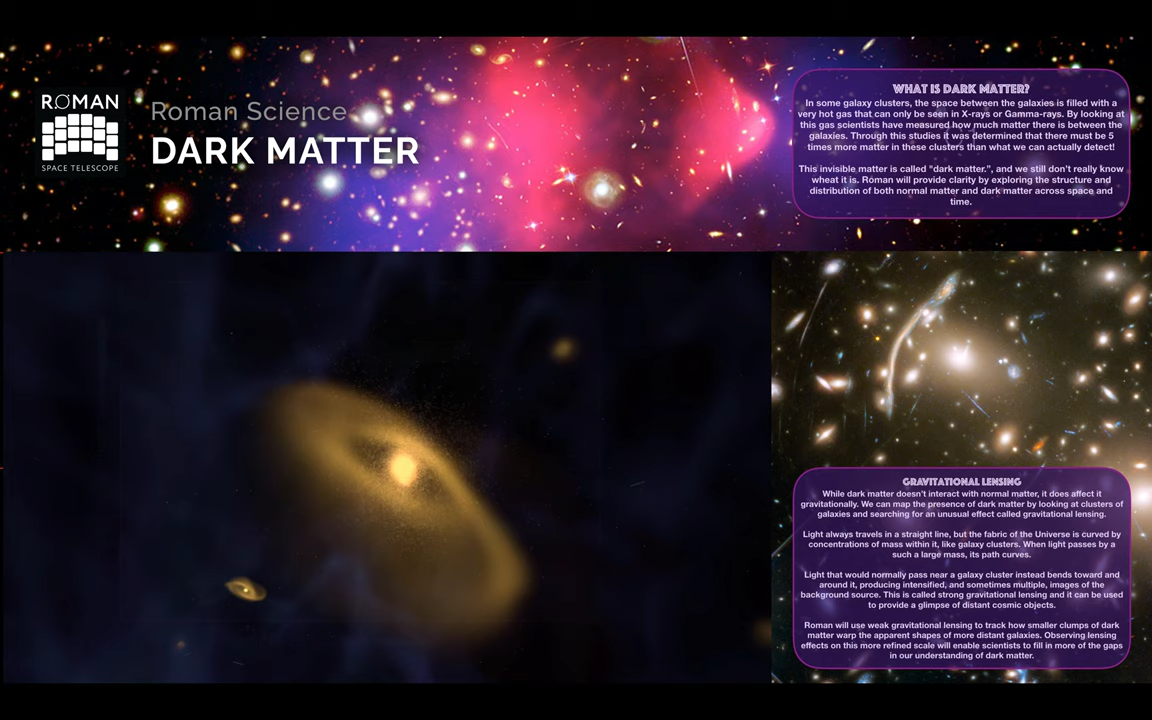 ROMAN
SPACE TELESCOPE
Roman Science
DARK MATTER
WHAT IS DARK MATTER?
In some galaxy clusters, the space between the galaxies is filled with a
very hot gas that can only be seen in X-rays or Gamma-rays. By looking at
this gas scientists have measured how much matter there is between the
galaxies. Through this studies it was determined that there must be 5
times more matter in these clusters than what we can actually detect!
This invisible matter is called "dark matter.", and we still don't really know
wheat it is. Roman will provide clarity by exploring the structure and
distribution of both normal matter and dark matter across space and
time.
GRAVITATIONAL LENSING
While dark matter doesn't interact with normal matter, it does affect it
gravitationally. We can map the presence of dark matter by looking at clusters of
galaxies and searching for an unusual effect called gravitational lensing.
Light always travels in a straight line, but the fabric of the Universe is curved by
concentrations of mass within it, like galaxy clusters. When light passes by a
such a large mass, its path curves.
Light that would normally pass near a galaxy cluster instead bends toward and
around it, producing intensified, and sometimes multiple, images of the
background source. This is called strong gravitational lensing and it can be used
to provide a glimpse of distant cosmic objects.
Roman will use weak gravitational lensing to track how smaller clumps of dark
matter warp the apparent shapes of more distant galaxies. Observing lensing
effects on this more refined scale will enable scientists to fill in more of the gaps
in our understanding of dark matter.